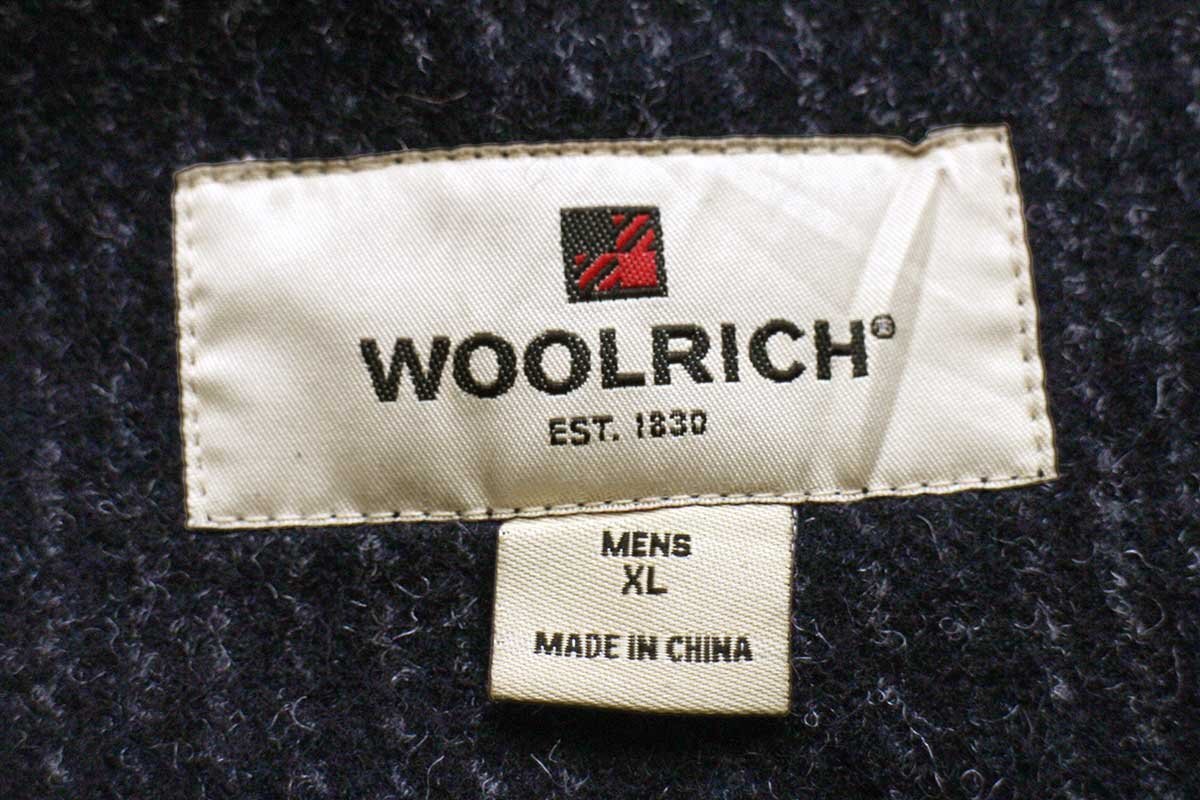 WOOLRICH®
EST. 1830
MENS
XL
MADE IN CHINA